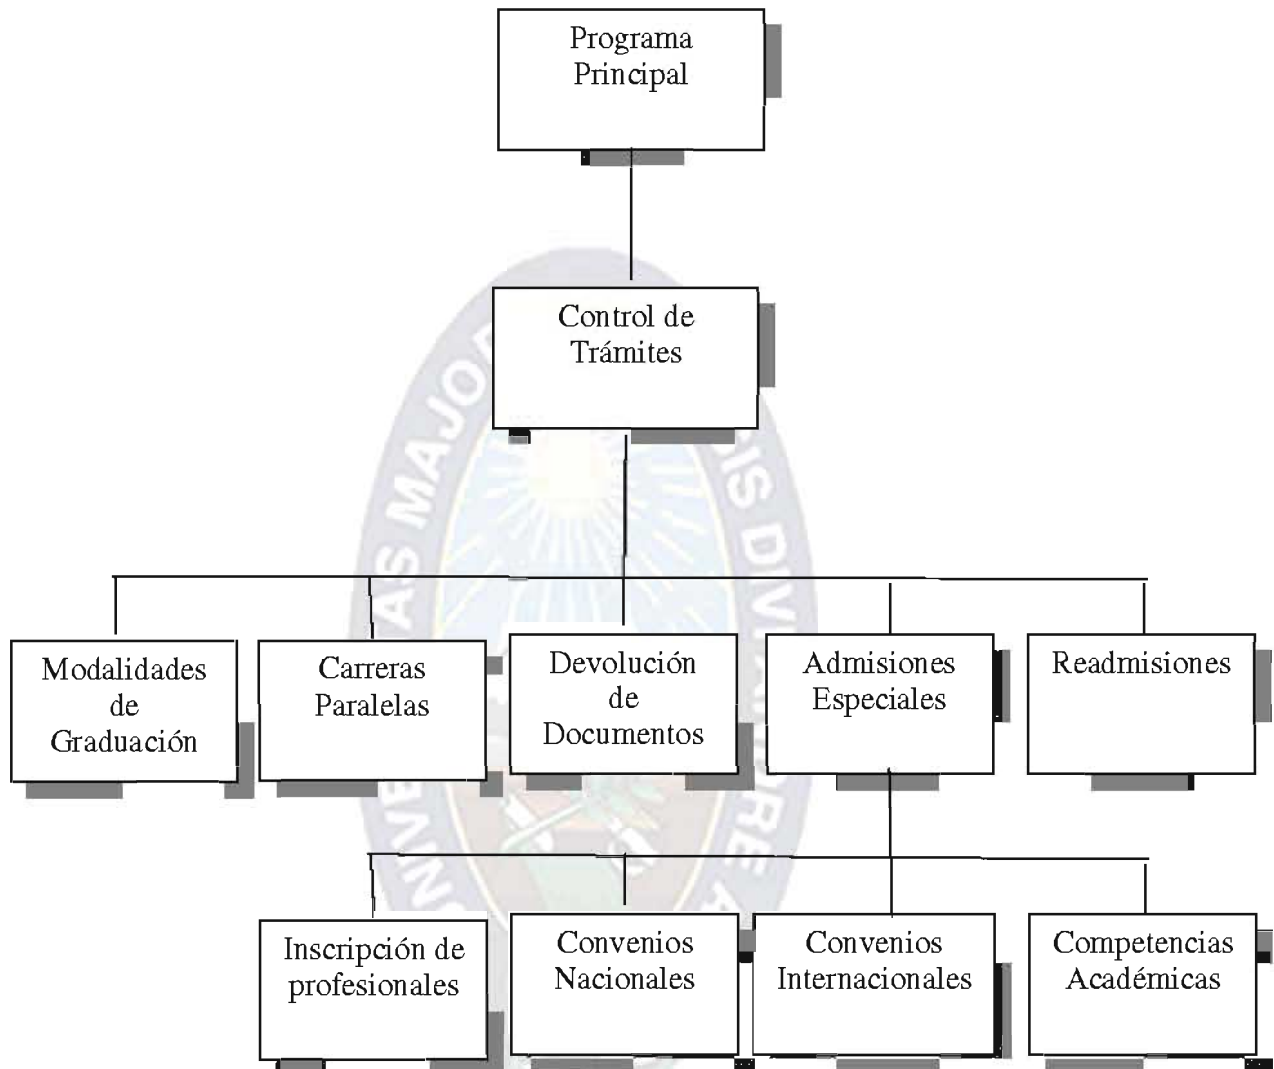 Programa
Principal
Control de
Trámites
Modalidades
de
Graduación
Carreras
Paralelas
Devolución
de
Documentos
Admisiones
Especiales
Readmisiones
Inscripción de
profesionales
Convenios
Nacionales
Convenios
Internacionales
Competencias
Académicas